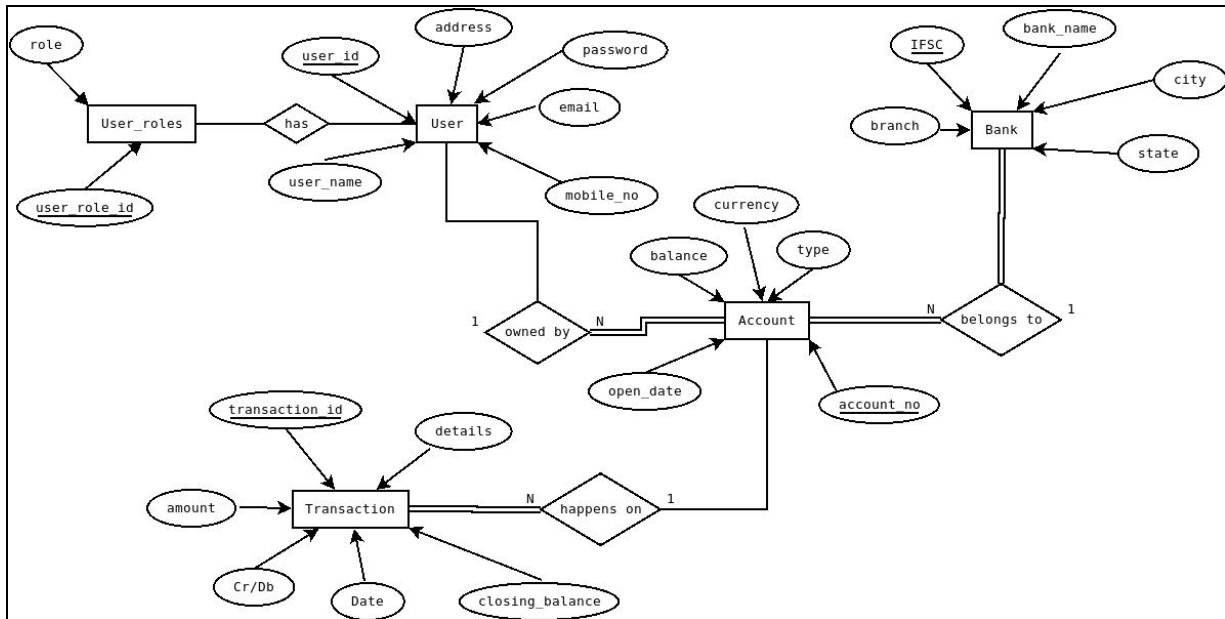 role
User_roles
user_role_id
has
user_id
address
password
User
email
user_name
mobile_no
IFSC
bank_name
city
branch
Bank
state
currency
balance
type
Account
open_date
account_no
1
owned by
N
N
belongs to
1
transaction_id
details
amount
Transaction
Cr/Db
Date
closing_balance
N
happens on
1